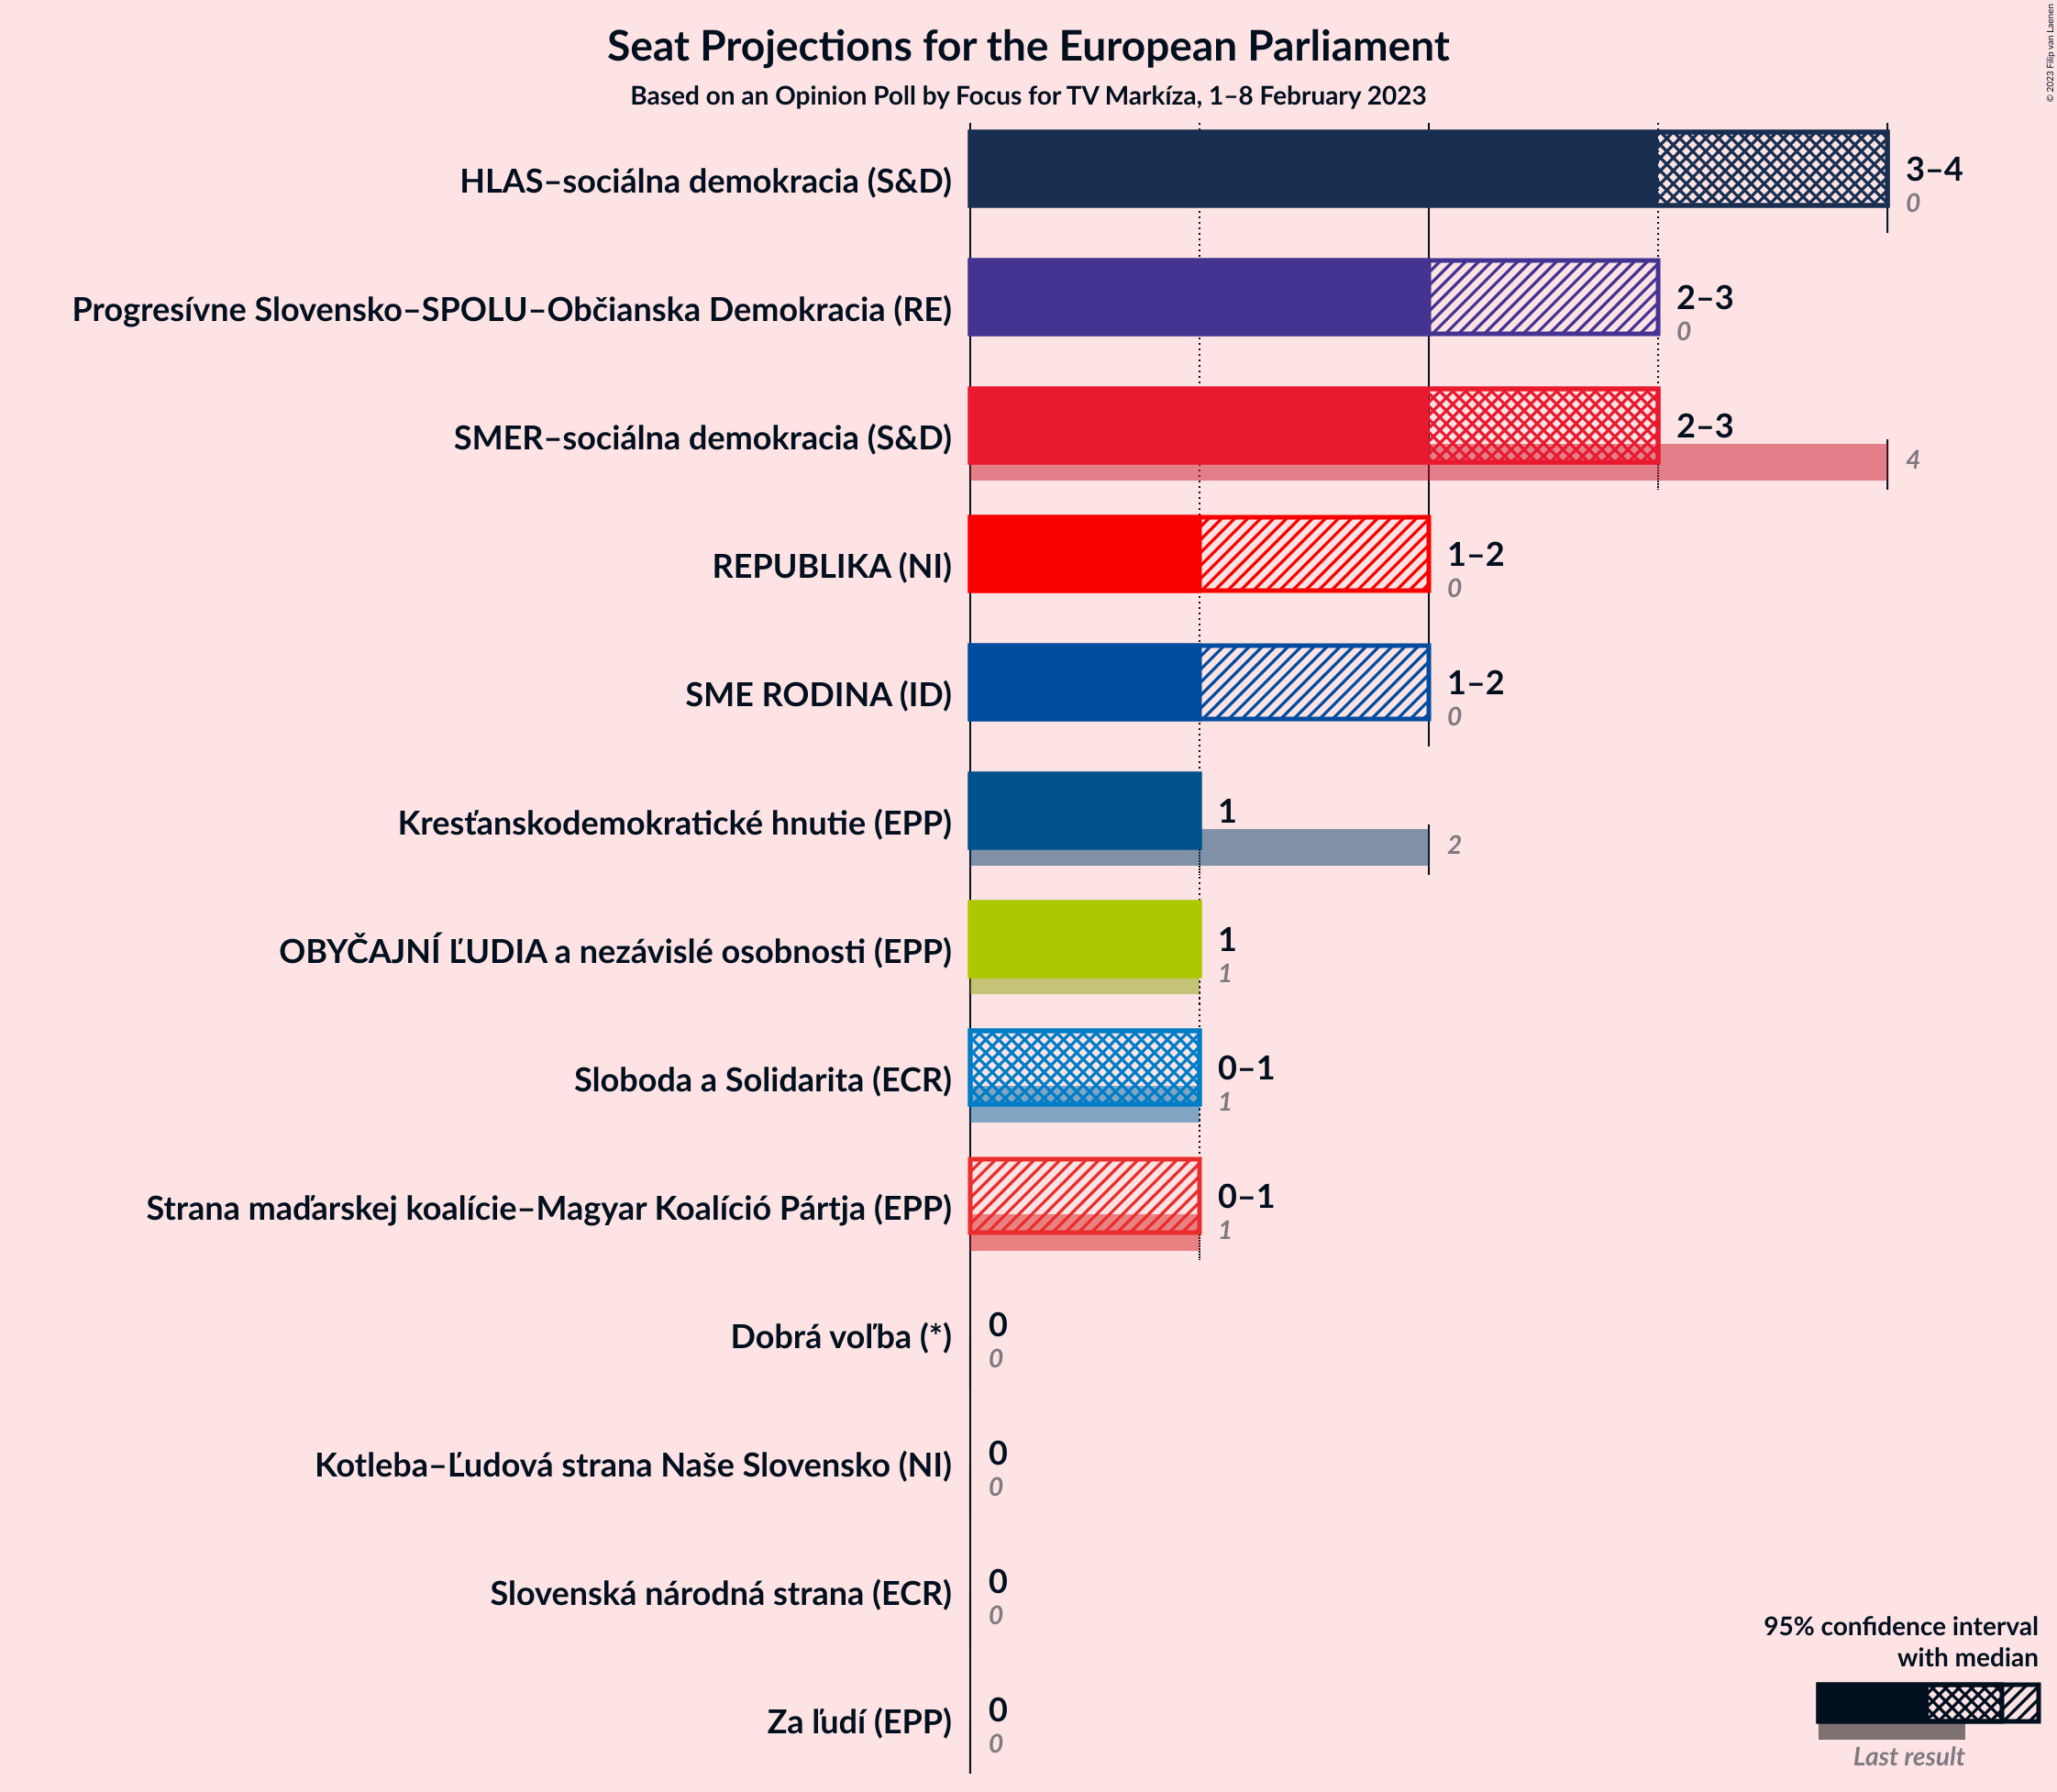 Seat Projections for the European Parliament
Based on an Opinion Poll by Focus for TV Markíza, 1–8 February 2023
© 2023 Filip van Laenen
HLAS–sociálna demokracia (S&D)
3–4
0
Progresívne Slovensko–SPOLU–Občianska Demokracia (RE)
2–3
0
SMER–sociálna demokracia (S&D)
2–3
4
REPUBLIKA (NI)
1–2
0
SME RODINA (ID)
1–2
0
Kresťanskodemokratické hnutie (EPP)
1
2
OBYČAJNÍ ĽUDIA a nezávislé osobnosti (EPP)
1
1
Sloboda a Solidarita (ECR)
0–1
1
Strana maďarskej koalície–Magyar Koalíció Pártja (EPP)
0–1
1
Dobrá voľba (*)
0
0
Kotleba–Ľudová strana Naše Slovensko (NI)
0
0
Slovenská národná strana (ECR)
0
0
Za ľudí (EPP)
0
0
95% confidence interval
with median
Last result